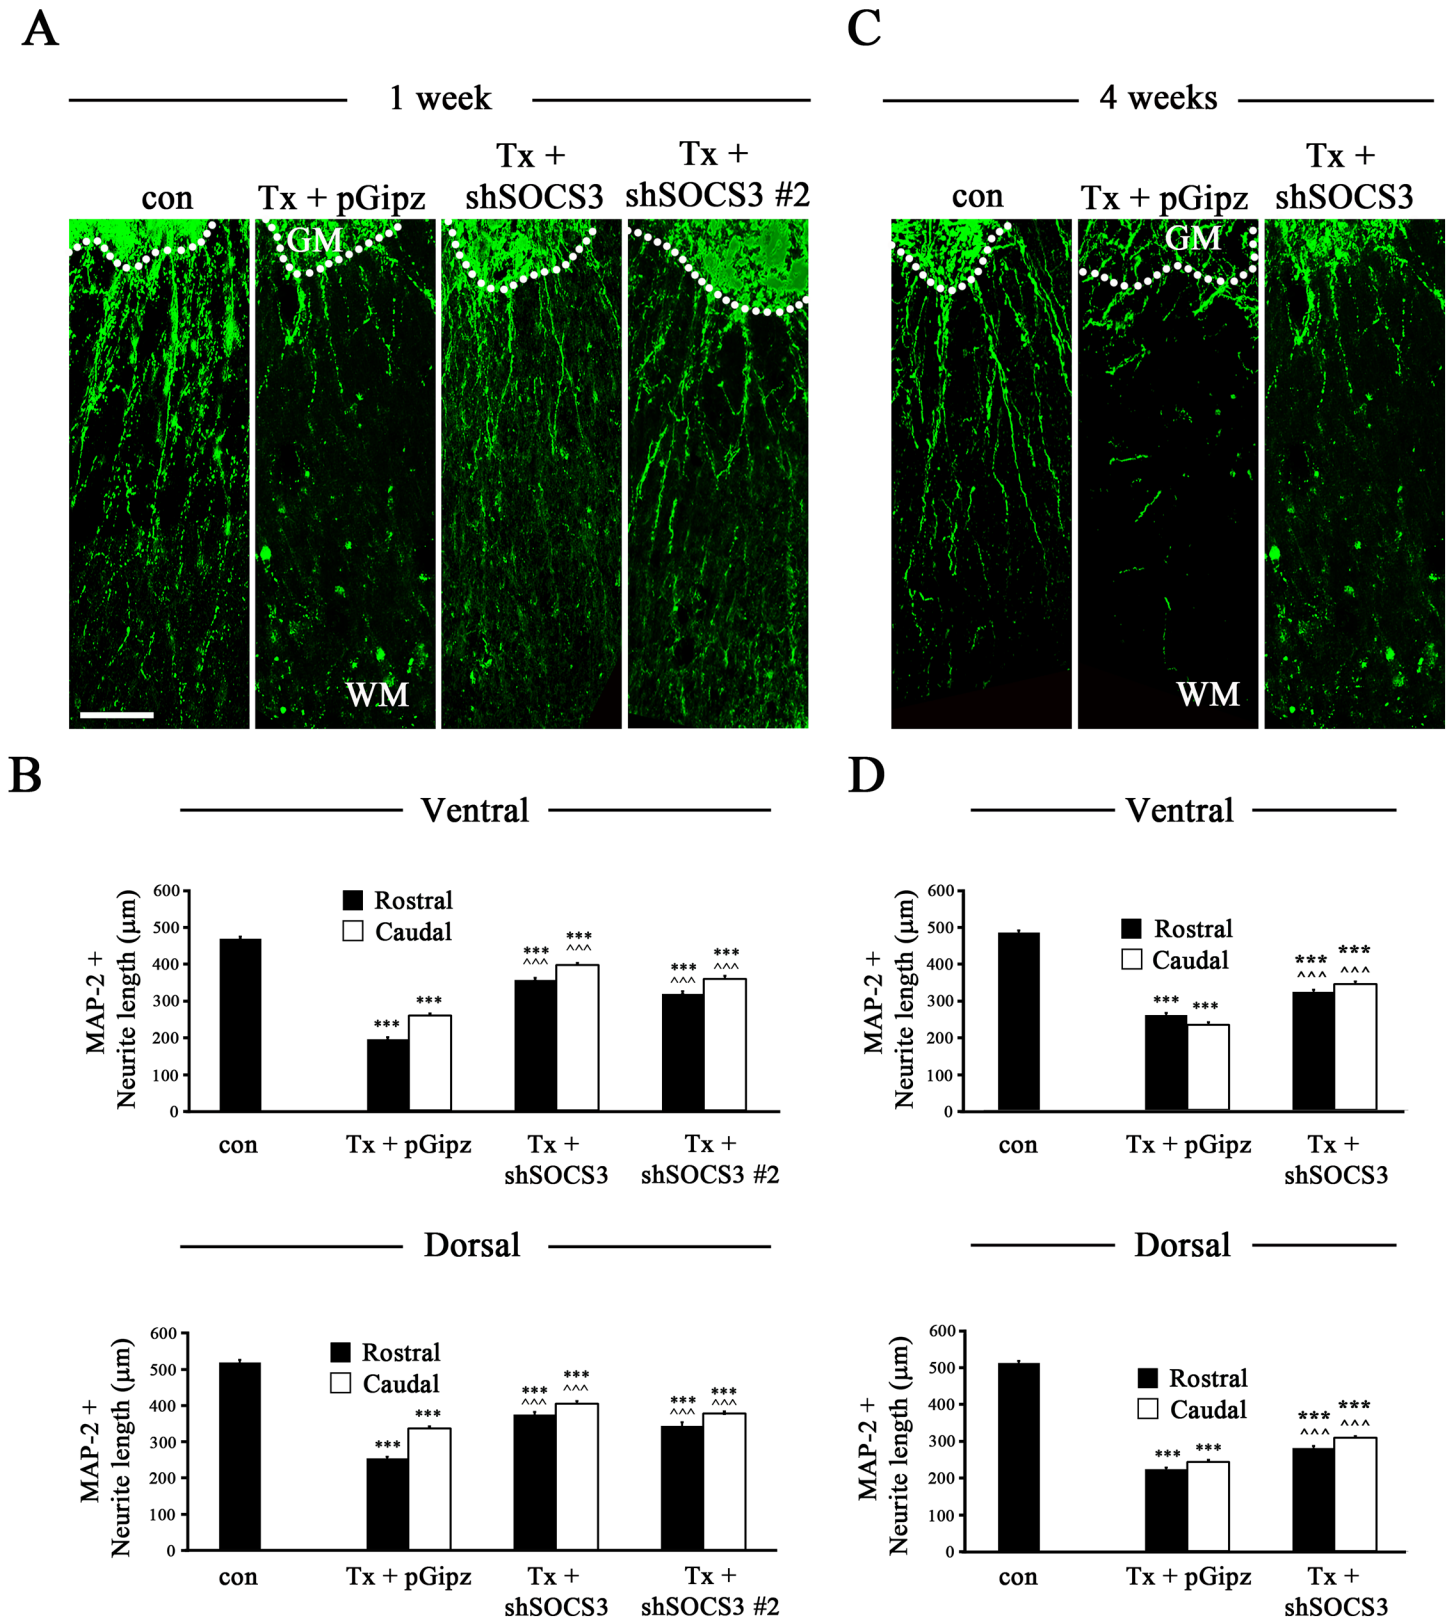 A
C
1 week
4 weeks
con
Tx + pGipz
Tx +
shSOCS3
Tx +
shSOCS3 #2
con
Tx + pGipz
Tx +
shSOCS3
GM
WM
GM
WM
B
Ventral
MAP-2 +
Neurite length (μm)
600
500
400
300
200
100
0
Rostral
Caudal
***
***
***
^^^
***
^^^
***
^^^
***
^^^
con
Tx + pGipz
Tx +
shSOCS3
Tx +
shSOCS3 #2
Dorsal
MAP-2 +
Neurite length (μm)
600
500
400
300
200
100
0
Rostral
Caudal
***
***
***
^^^
***
^^^
***
^^^
***
^^^
con
Tx + pGipz
Tx +
shSOCS3
Tx +
shSOCS3 #2
D
Ventral
MAP-2 +
Neurite length (μm)
600
500
400
300
200
100
0
Rostral
Caudal
***
***
***
^^^
***
^^^
con
Tx + pGipz
Tx +
shSOCS3
Dorsal
MAP-2 +
Neurite length (μm)
600
500
400
300
200
100
0
Rostral
Caudal
***
***
***
^^^
***
^^^
con
Tx + pGipz
Tx +
shSOCS3